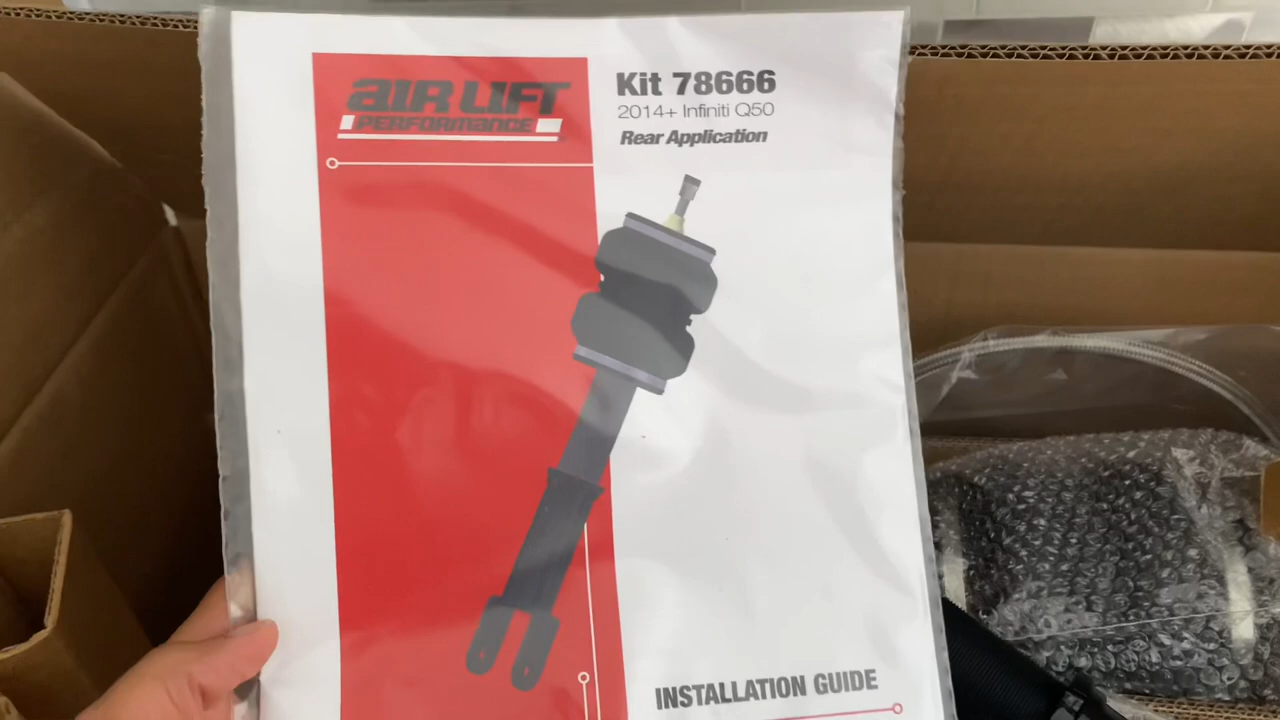 AIR LIFT
PERFORMANCE
Kit 78666
2014+ Infiniti Q50
Rear Application
INSTALLATION GUIDE